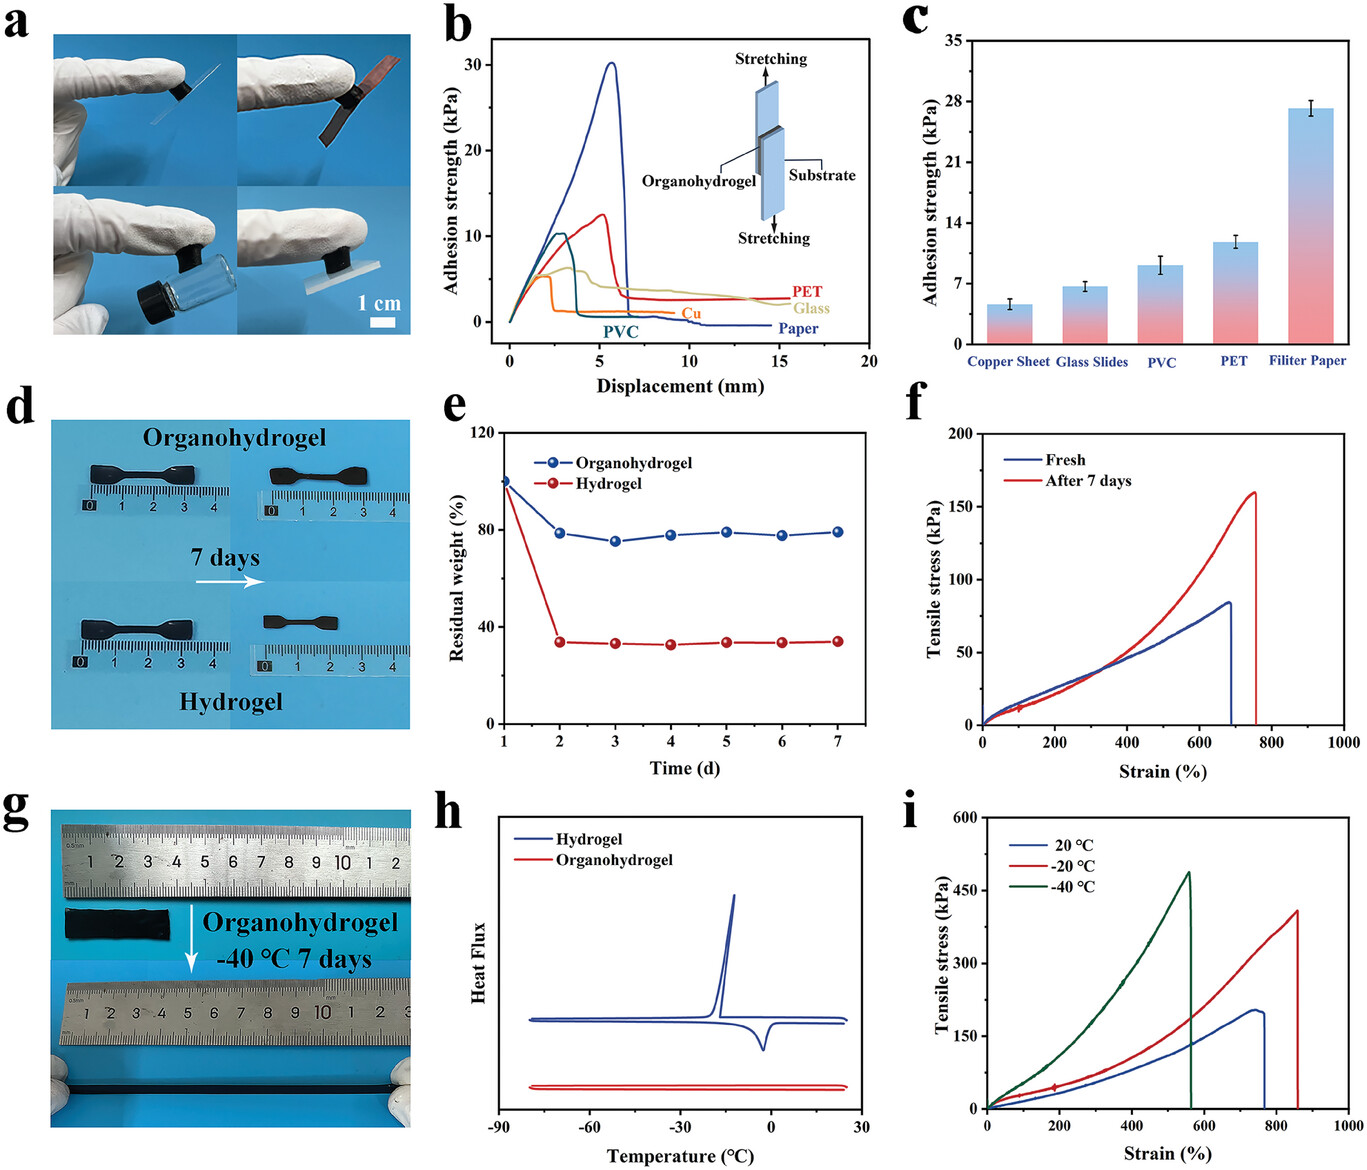 a
1 cm
b
Adhesion strength (kPa)
30
20
10
0
0
5
10
15
20
Displacement (mm)
Stretching
Organohydrogel
Substrate
Stretching
PET
Glass
Cu
PVC
Paper
c
Adhesion strength (kPa)
35
28
21
14
7
0
Copper Sheet
Glass Slides
PVC
PET
Filiter Paper
d
Organohydrogel
0 1 2 3 4
0 1 2 3 4
7 days
0 1 2 3 4
0 1 2 3 4
Hydrogel
e
Residual weight (%)
120
80
40
0
Organohydrogel
Hydrogel
1 2 3 4 5 6 7
Time (d)
f
Tensile stress (kPa)
200
150
100
50
0
Fresh
After 7 days
0 200 400 600 800 1000
Strain (%)
g
0.5mm
mm
1 2 3 4 5 6 7 8 9 10 1 2
Organohydrogel
-40 °C 7 days
0.5mm
mm
1 2 3 4 5 6 7 8 9 10 1 2 3
h
Heat Flux
Hydrogel
Organohydrogel
-90 -60 -30 0 30
Temperature (°C)
i
Tensile stress (kPa)
600
450
300
150
0
20 °C
-20 °C
-40 °C
0 200 400 600 800 1000
Strain (%)